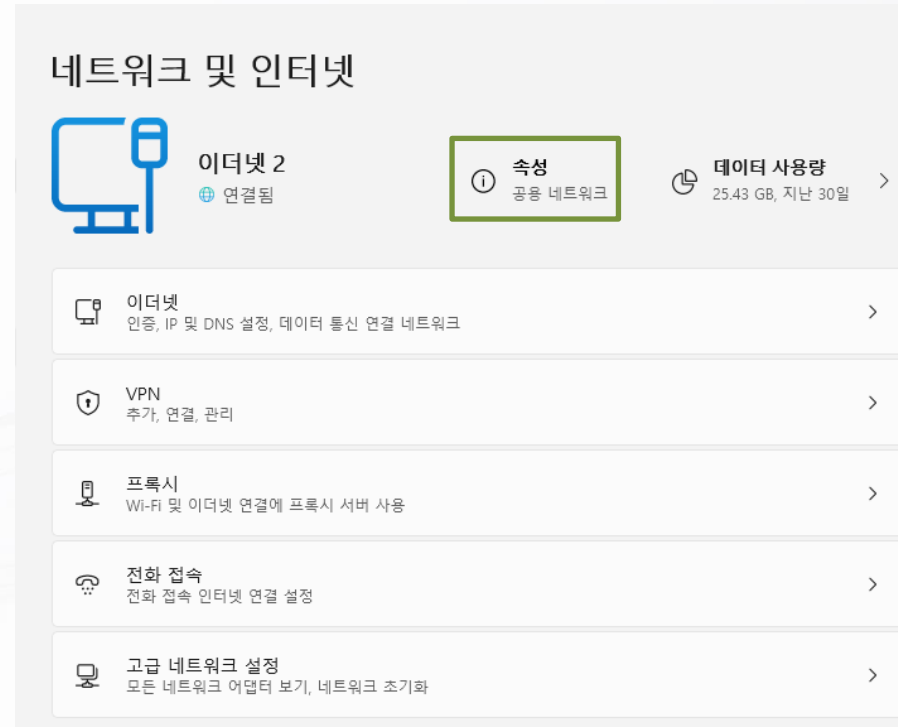 네트워크 및 인터넷
이더넷 2
연결됨
속성
공용 네트워크
데이터 사용량
25.43 GB, 지난 30일
이더넷
인증, IP 및 DNS 설정, 데이터 통신 연결 네트워크
VPN
추가, 연결, 관리
프록시
Wi-Fi 및 이더넷 연결에 프록시 서버 사용
전화 접속
전화 접속 인터넷 연결 설정
고급 네트워크 설정
모든 네트워크 어댑터 보기, 네트워크 초기화